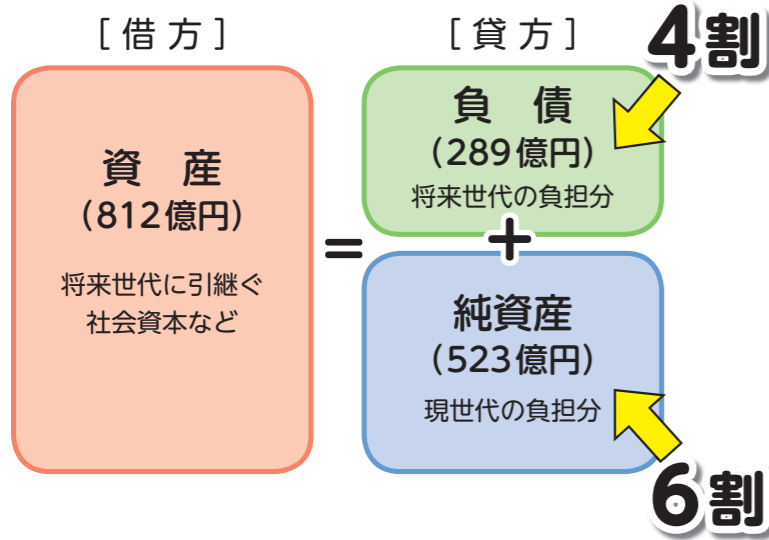 [借方]
資 産
(812億円)
将来世代に引継ぐ
社会資本など
=
[貸方]
4割
負 債
(289億円)
将来世代の負担分
+
純資産
(523億円)
現世代の負担分
6割